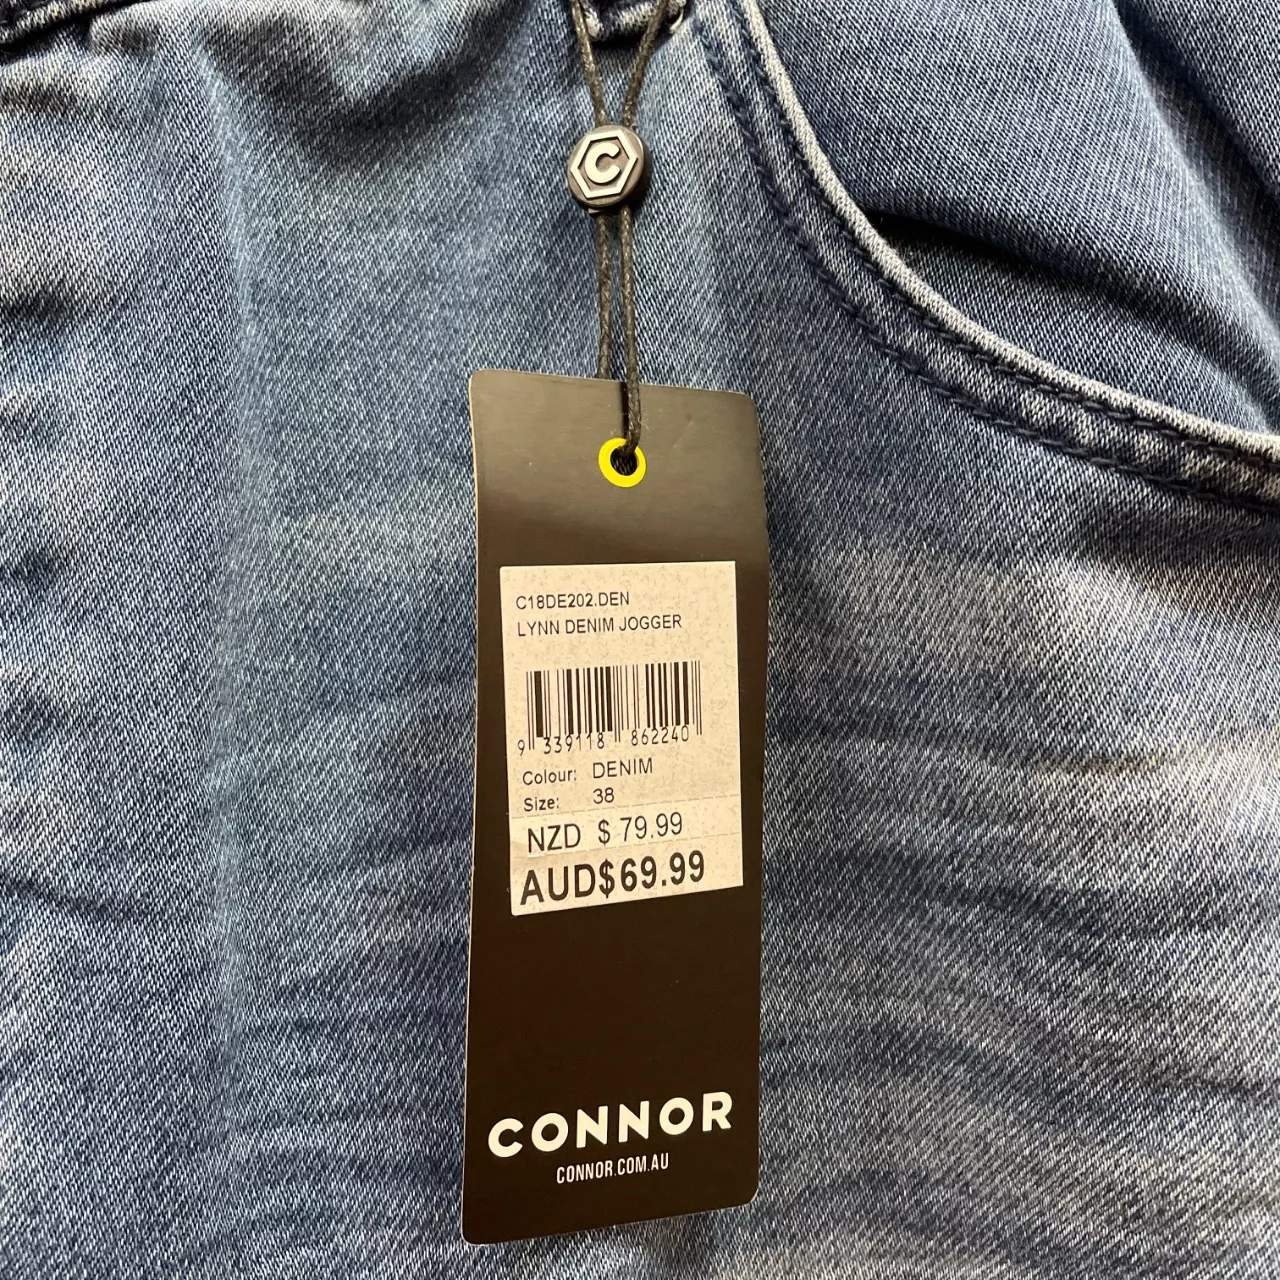 C
C18DE202.DEN
LYNN DENIM JOGGER
9 339118 862240
Colour: DENIM
Size: 38
NZD $ 79.99
AUD$69.99
CONNOR
CONNOR.COM.AU